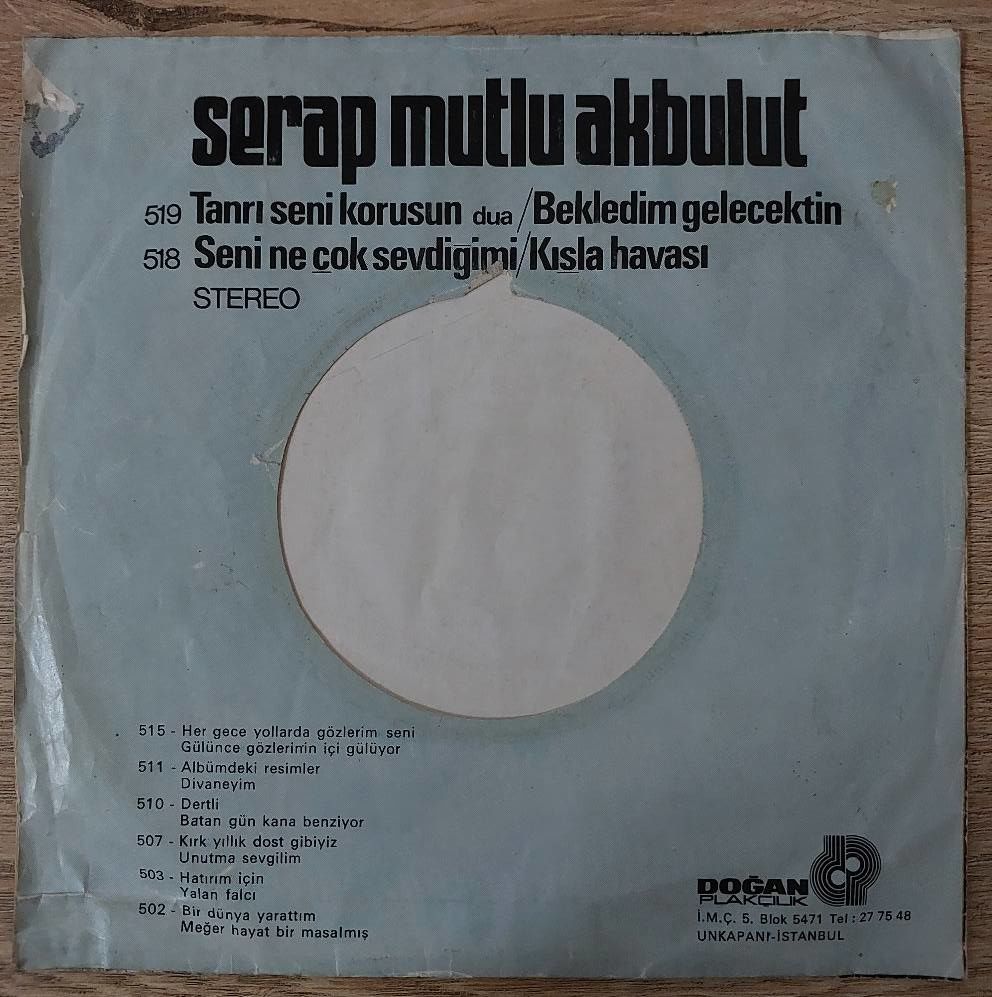 serap mutlu akbulut
519 Tanrı seni korusun dua/Bekledim gelecektin
518 Seni ne çok sevdiğimi/Kışla havası
STEREO
515 - Her gece yollarda gözlerim seni
Gülünce gözlerinin içi gülüyor
511 - Albümdeki resimler
Divaneyim
510 - Dertli
Batan gün kana benziyor
507 - Kırk yıllık dost gibiyiz
Unutma sevgilim
503 - Hatırım için
Yalan falcı
502 - Bir dünya yarattım
Meğer hayat bir masalmış
DOĞAN
PLAKÇILIK
İ.M.Ç. 5. Blok 5471 Tel : 27 75 48
UNKAPANI-İSTANBUL